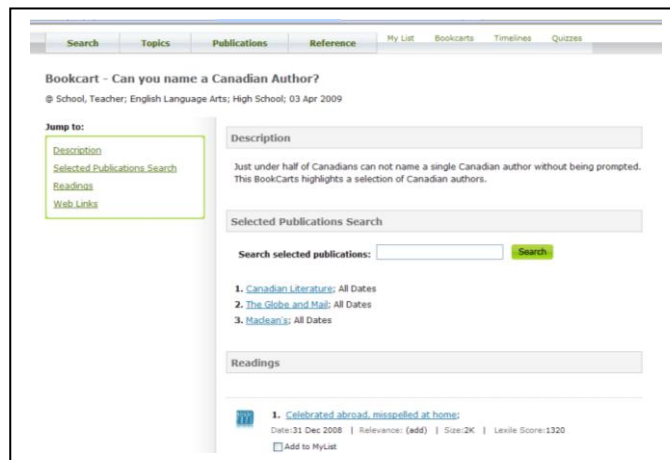 Search Topics Publications Reference My List Bookcarts Timelines Quizzes
Bookcart - Can you name a Canadian Author?
@ School, Teacher; English Language Arts; High School; 03 Apr 2009
Jump to:
Description
Selected Publications Search
Readings
Web Links
Description
Just under half of Canadians can not name a single Canadian author without being prompted.
This BookCarts highlights a selection of Canadian authors.
Selected Publications Search
Search selected publications: Search
1. Canadian Literature; All Dates
2. The Globe and Mail; All Dates
3. Maclean's; All Dates
Readings
1. Celebrated abroad, misspelled at home;
Date:31 Dec 2008 | Relevance: (add) | Size:2K | Lexile Score:1320
Add to MyList